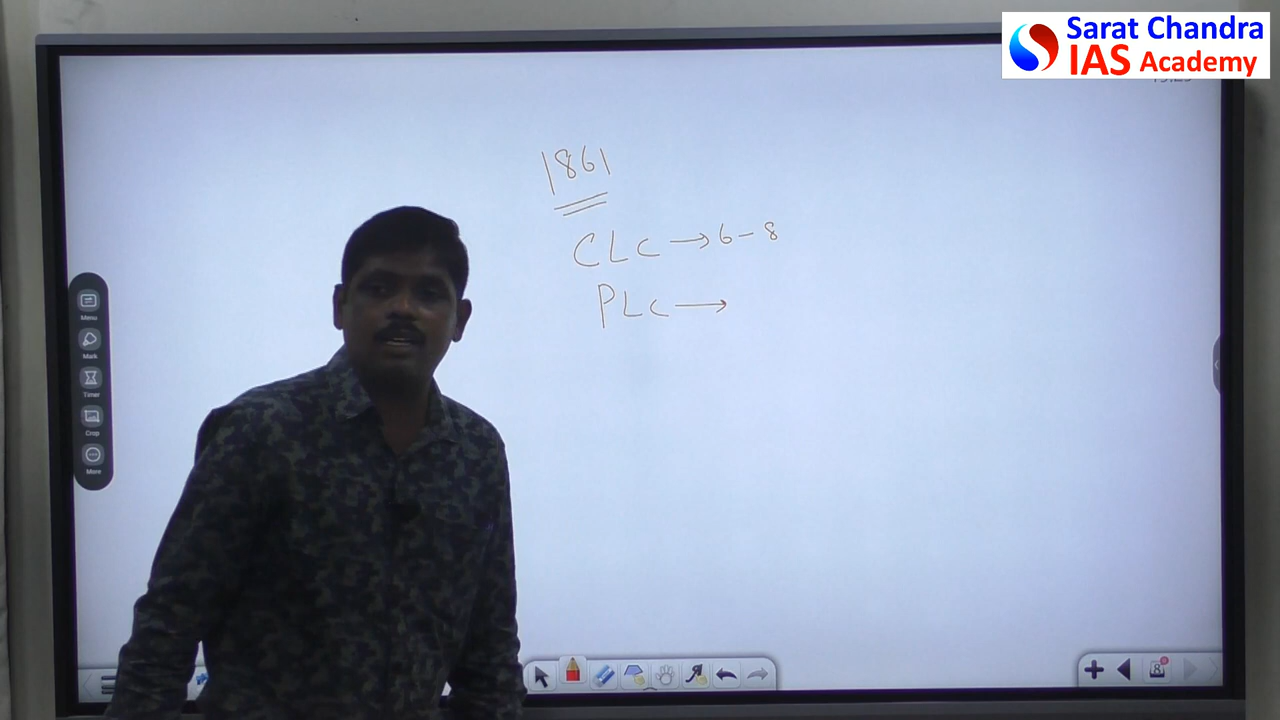 Sarat Chandra
IAS Academy
1861
CLC → 6-8
PLC →
Menu
Mark
Timer
Crop
More